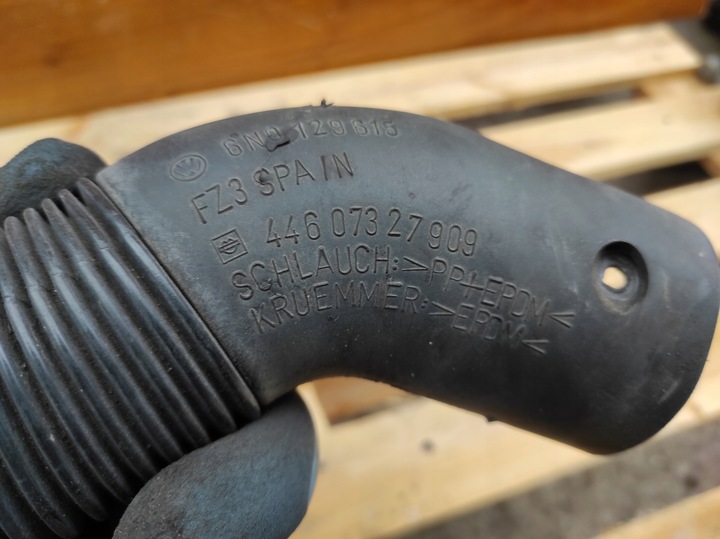 6N0 129 615
FZ3 SPAIN
446 073 27 909
SCHLAUCH: >PP+EPDM<
KRUEMMER: >EPDM<